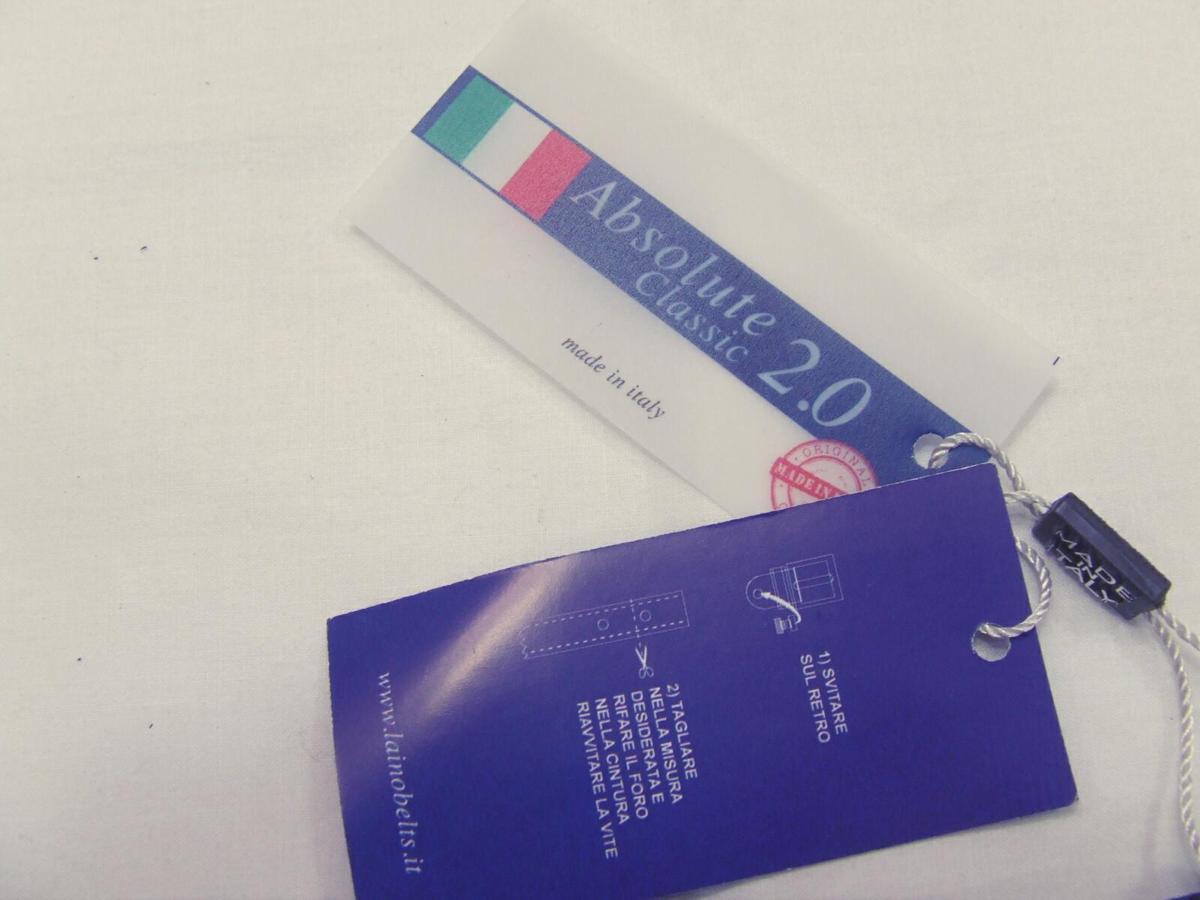 Absolute
Classic 2.0
made in italy
ORIGINAL
MADE IN
MADE
ITALY
1) SVITARE
SUL RETRO
2) TAGLIARE
NELLA MISURA
DESIDERATA E
RIFARE IL FORO
NELLA CINTURA
RIAVVITARE LA VITE
www.lainobelts.it